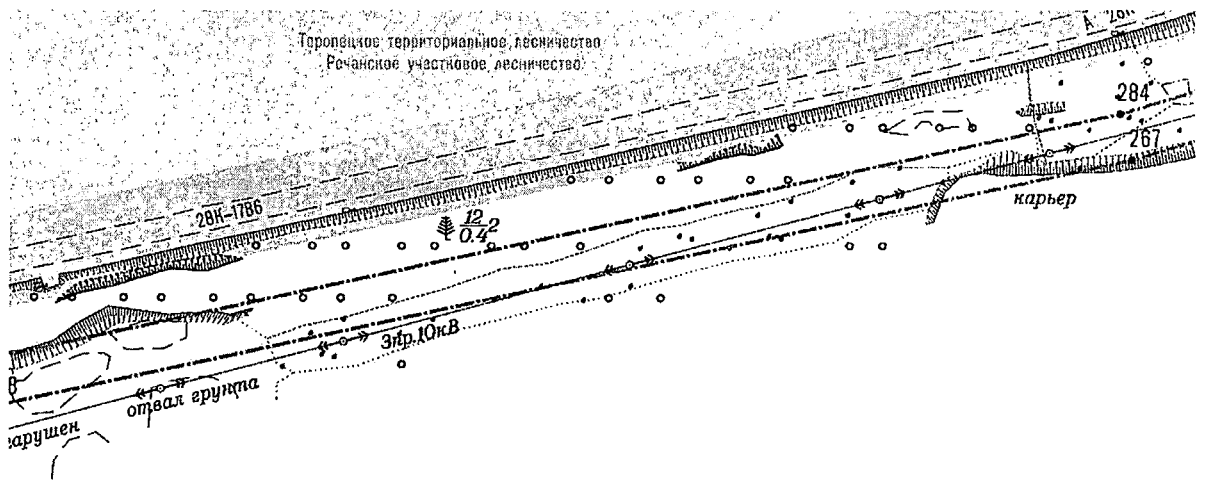 Торопецкое территориальное лесничество
Речанское участковое лесничество
284
267
карьер
28К-1786
12
0.4 2
3пр.10кВ
отвал грунта